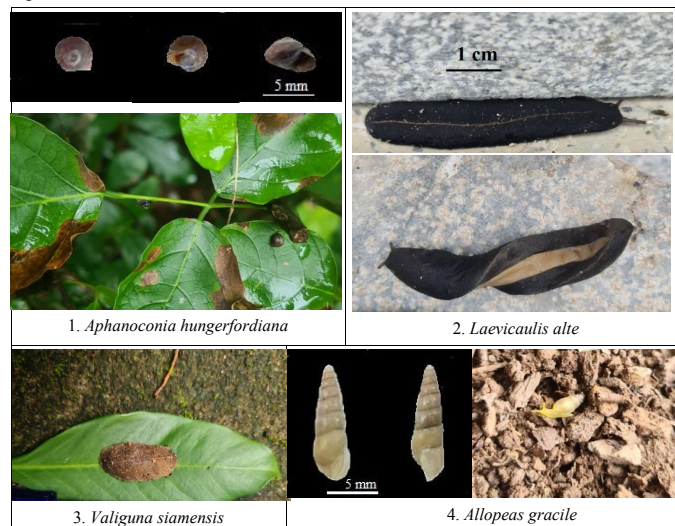 5 mm
1 cm
1. Aphanoconia hungerfordiana
2. Laevicaulis alte
5 mm
3. Valiguna siamensis
4. Allopeas gracile